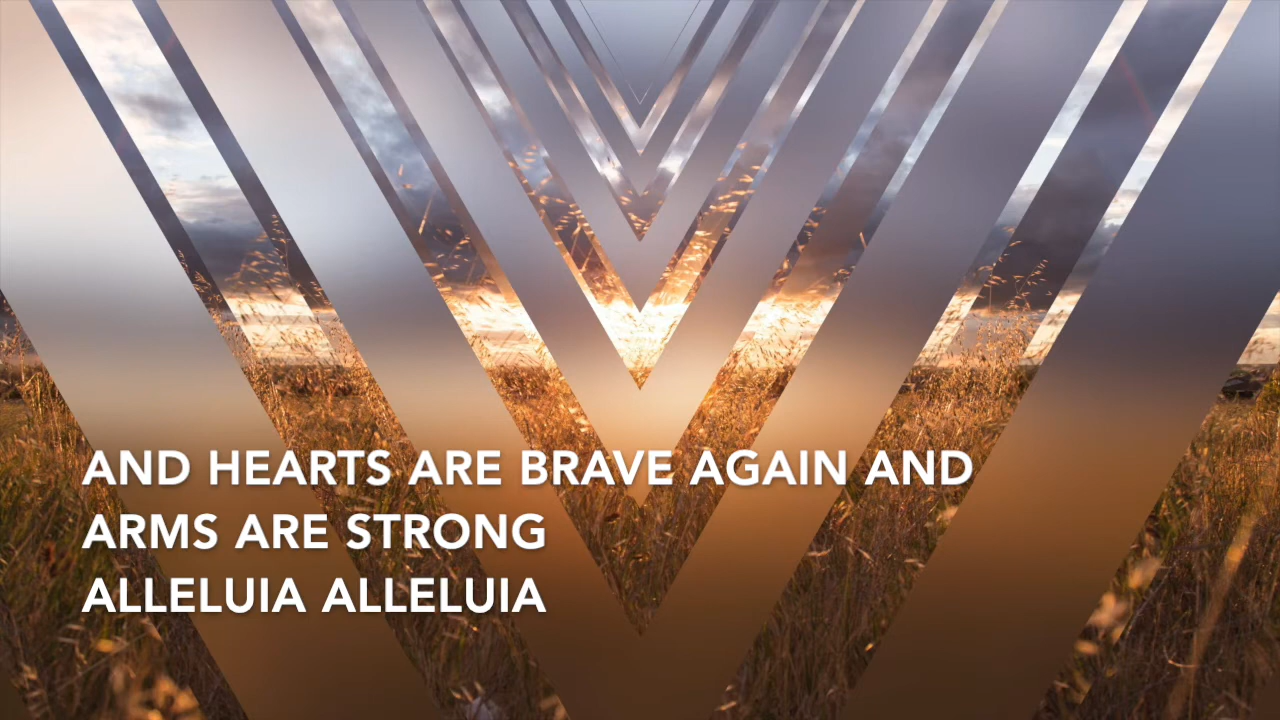 AND HEARTS ARE BRAVE AGAIN AND
ARMS ARE STRONG
ALLELUIA ALLELUIA